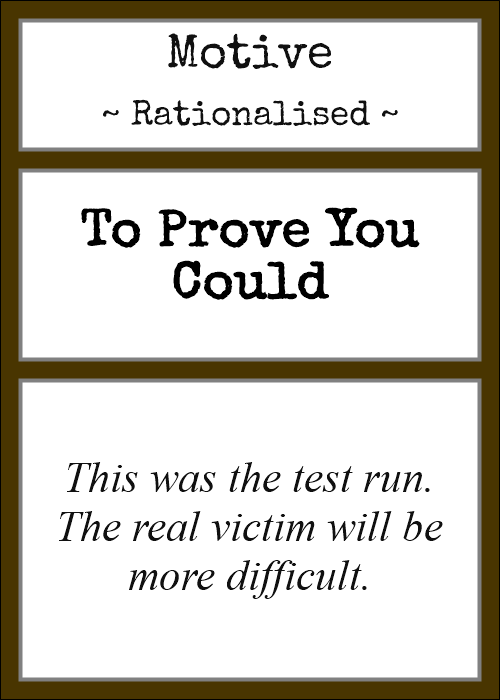 Motive
~ Rationalised ~
To Prove You
Could
This was the test run.
The real victim will be
more difficult.